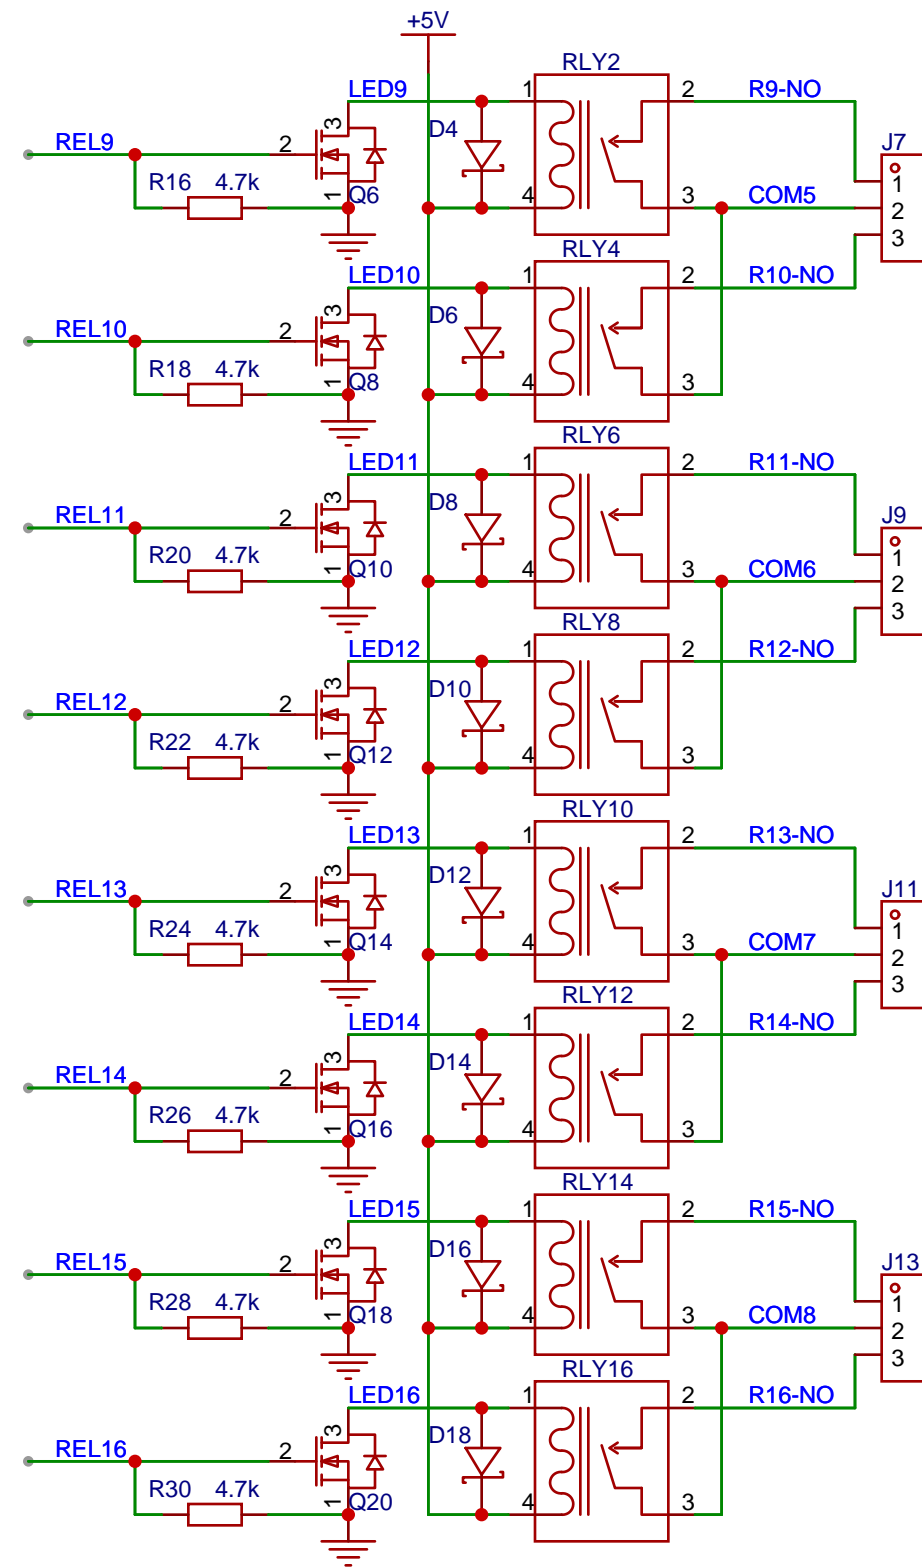 +5V
RLY2
LED9 1 2 R9-NO
D4
REL9 2 3 J7
R16 4.7k 1 Q6 4 3 COM5 1 2 3
RLY4
LED10 1 2 R10-NO
D6
REL10 2 3
R18 4.7k 1 Q8 4 3
RLY6
LED11 1 2 R11-NO
D8
REL11 2 3 J9
R20 4.7k 1 Q10 4 3 COM6 1 2 3
RLY8
LED12 1 2 R12-NO
D10
REL12 2 3
R22 4.7k 1 Q12 4 3
RLY10
LED13 1 2 R13-NO
D12
REL13 2 3 J11
R24 4.7k 1 Q14 4 3 COM7 1 2 3
RLY12
LED14 1 2 R14-NO
D14
REL14 2 3
R26 4.7k 1 Q16 4 3
RLY14
LED15 1 2 R15-NO
D16
REL15 2 3 J13
R28 4.7k 1 Q18 4 3 COM8 1 2 3
RLY16
LED16 1 2 R16-NO
D18
REL16 2 3
R30 4.7k 1 Q20 4 3